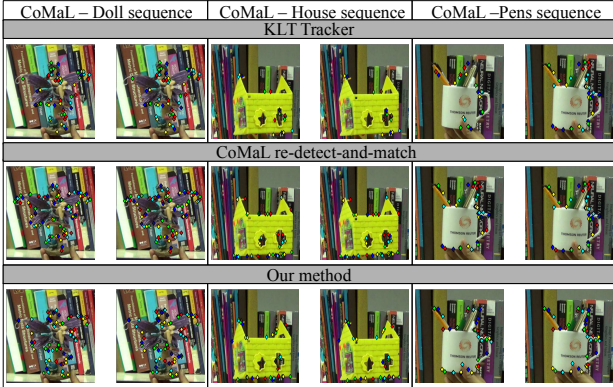 CoMaL – Doll sequence
CoMaL – House sequence
CoMaL –Pens sequence
KLT Tracker
CoMaL re-detect-and-match
Our method